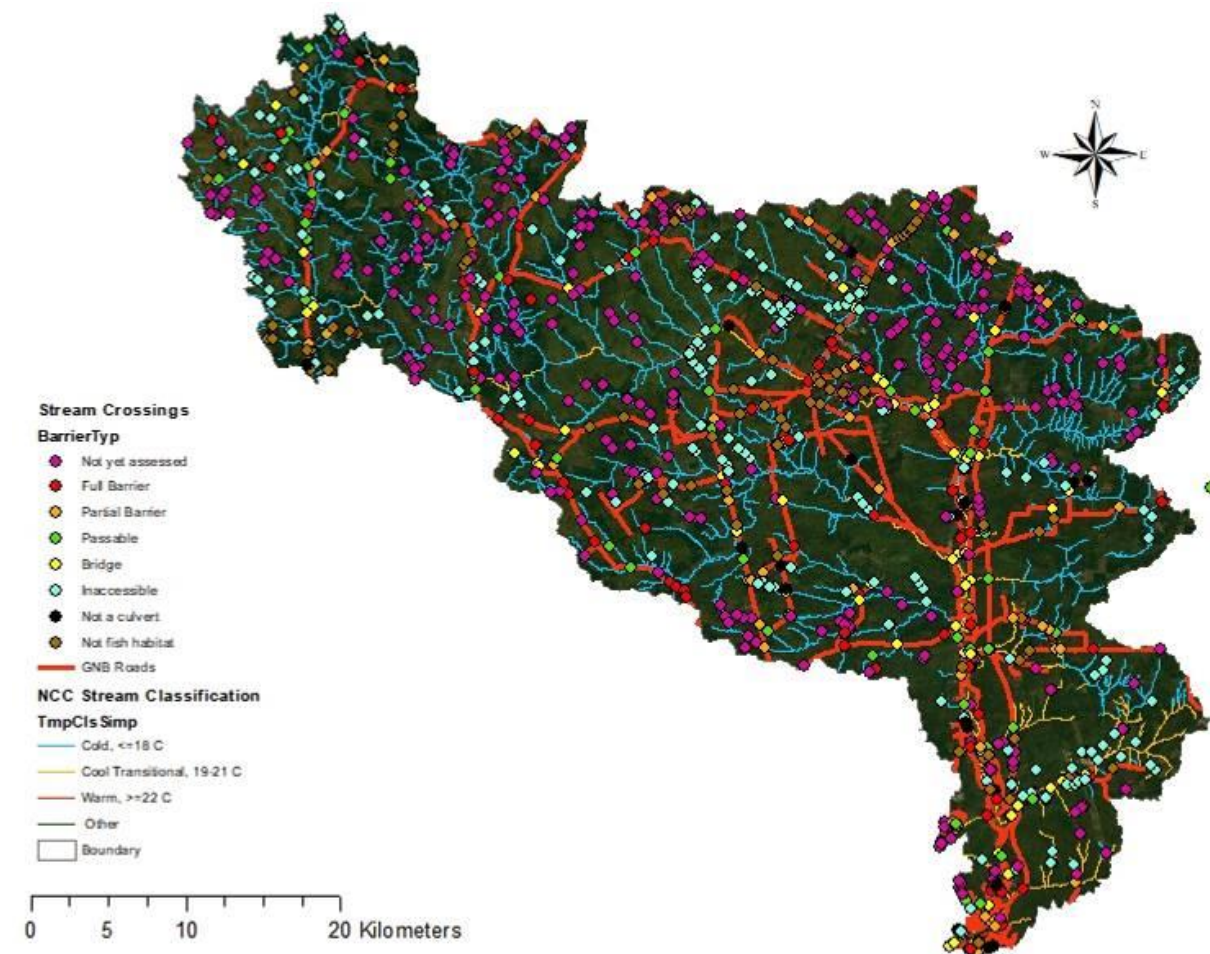 N
W
E
S
Stream Crossings
BarrierTyp
Not yet assessed
Full Barrier
Partial Barrier
Passable
Bridge
Inaccessible
Not a culvert
Not fish habitat
GNB Roads
NCC Stream Classification
TmpClsSimp
Cold, <=18 C
Cool Transitional, 19-21 C
Warm, >=22 C
Other
Boundary
0 5 10 20 Kilometers